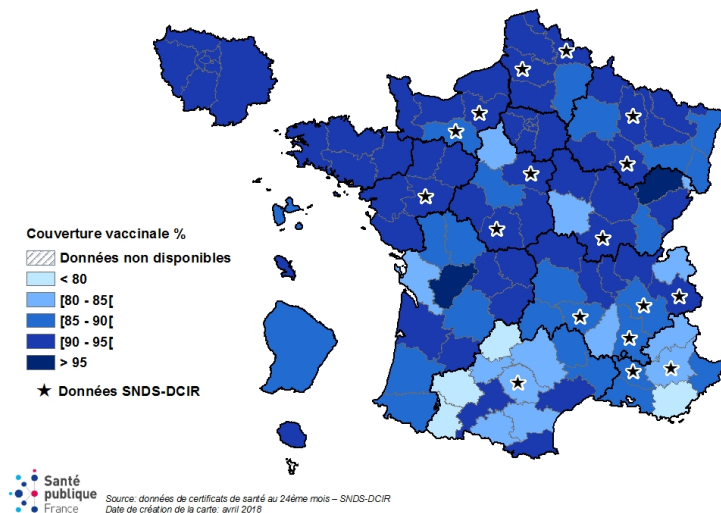 Couverture vaccinale %
Données non disponibles
< 80
[80 - 85[
[85 - 90[
[90 - 95[
> 95
★ Données SNDS-DCIR
Santé
publique
France
Source: données de certificats de santé au 24ème mois – SNDS-DCIR
Date de création de la carte: avril 2018